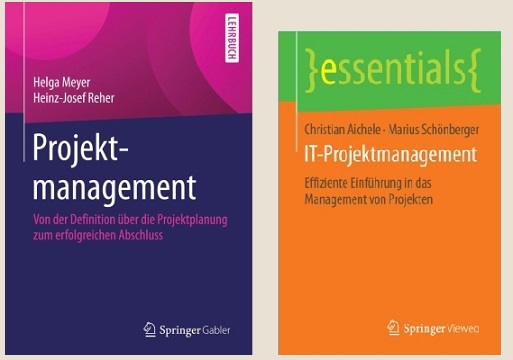 LEHRBUCH
Helga Meyer
Heinz-Josef Reher
Projekt-
management
Von der Definition über die Projektplanung
zum erfolgreichen Abschluss
Springer Gabler
}essentials{
Christian Aichele · Marius Schönberger
IT-Projektmanagement
Effiziente Einführung in das
Management von Projekten
Springer Vieweg